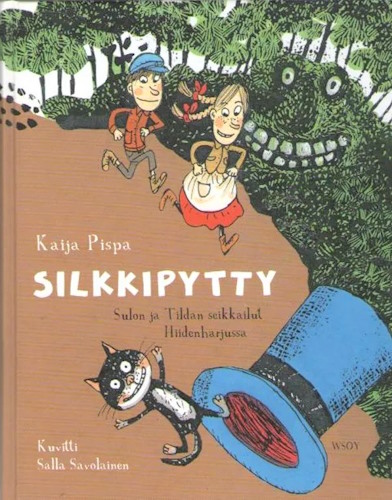 Kaija Pispa
SILKKIPYTTY
Sulon ja Tildan seikkailut
Hiidenharjussa
Kuvitti
Salla Savolainen
WSOY